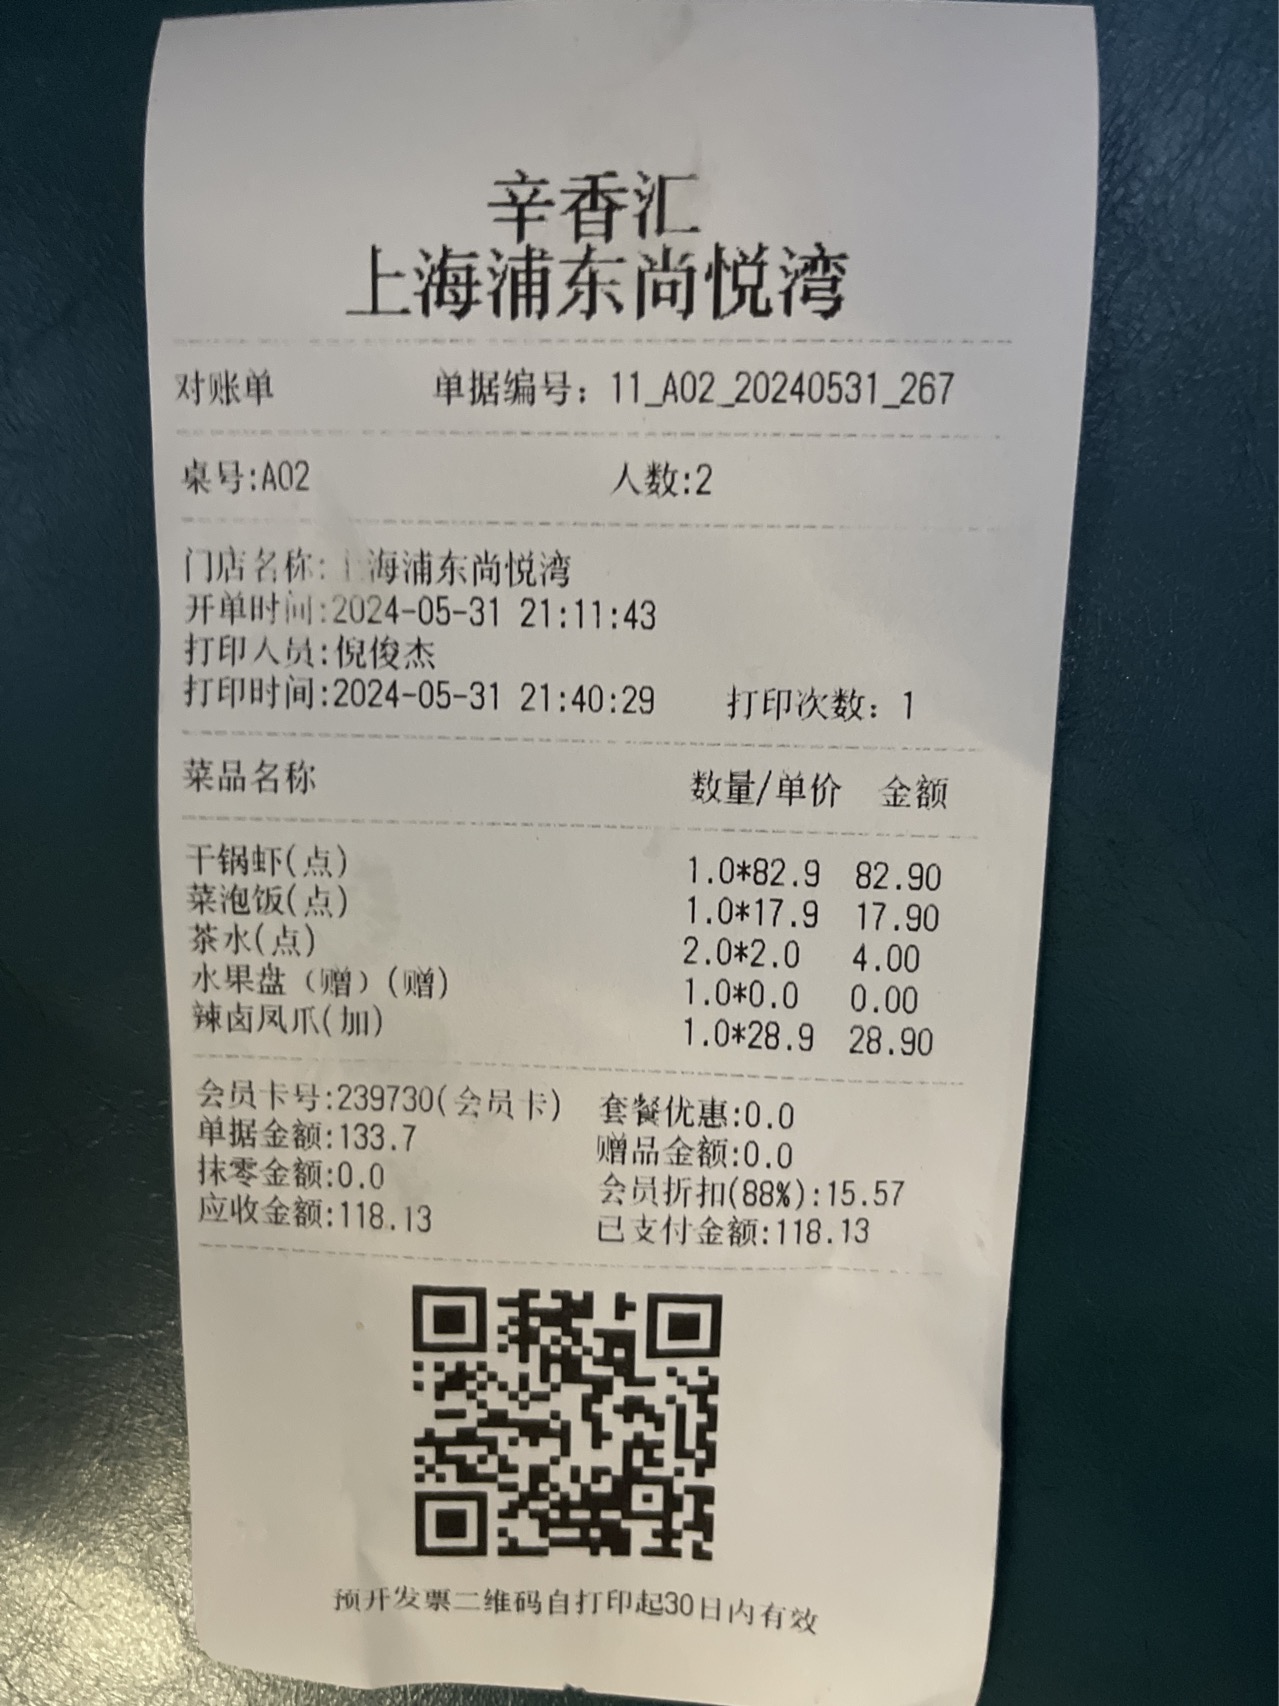 辛香汇
上海浦东尚悦湾
对账单 单据编号：11_A02_20240531_267
桌号:A02 人数:2
门店名称:上海浦东尚悦湾
开单时间:2024-05-31 21:11:43
打印人员:倪俊杰
打印时间:2024-05-31 21:40:29 打印次数：1
菜品名称 数量/单价 金额
干锅虾(点) 1.0*82.9 82.90
菜泡饭(点) 1.0*17.9 17.90
茶水(点) 2.0*2.0 4.00
水果盘（赠）(赠) 1.0*0.0 0.00
辣卤凤爪(加) 1.0*28.9 28.90
会员卡号:239730(会员卡) 套餐优惠:0.0
单据金额:133.7 赠品金额:0.0
抹零金额:0.0 会员折扣(88%):15.57
应收金额:118.13 已支付金额:118.13
预开发票二维码自打印起30日内有效